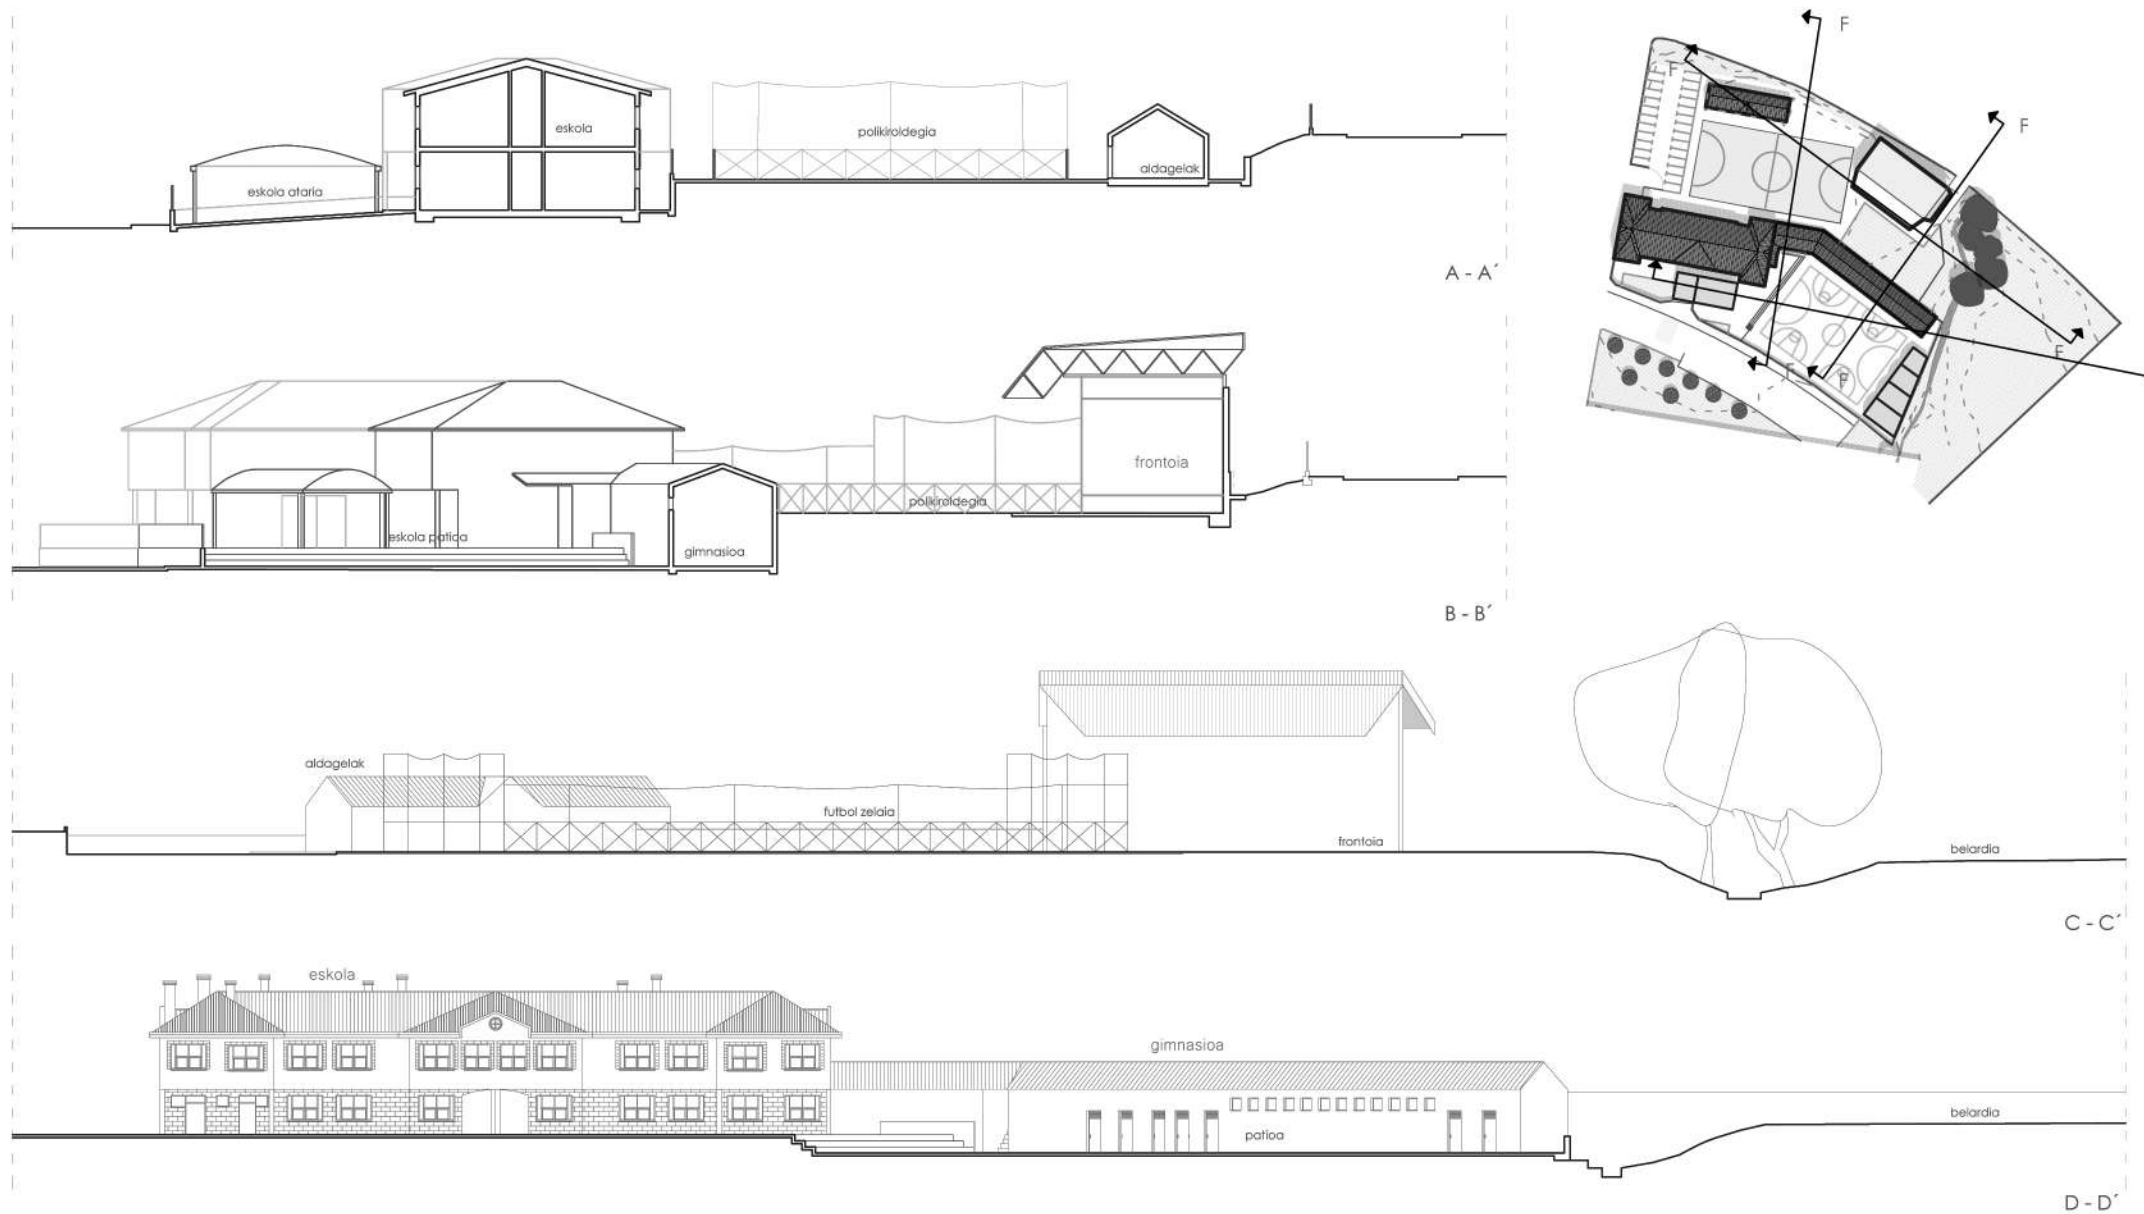 eskola
eskola ataria
polikiroldegia
aldagelak
A - A´
F
F
F
frontoia
polikiroldegia
eskola patioa
gimnasioa
B - B´
F
F
F
aldagelak
futbol zelaia
frontoia
belardia
C - C´
eskola
gimnasioa
patioa
belardia
D - D´